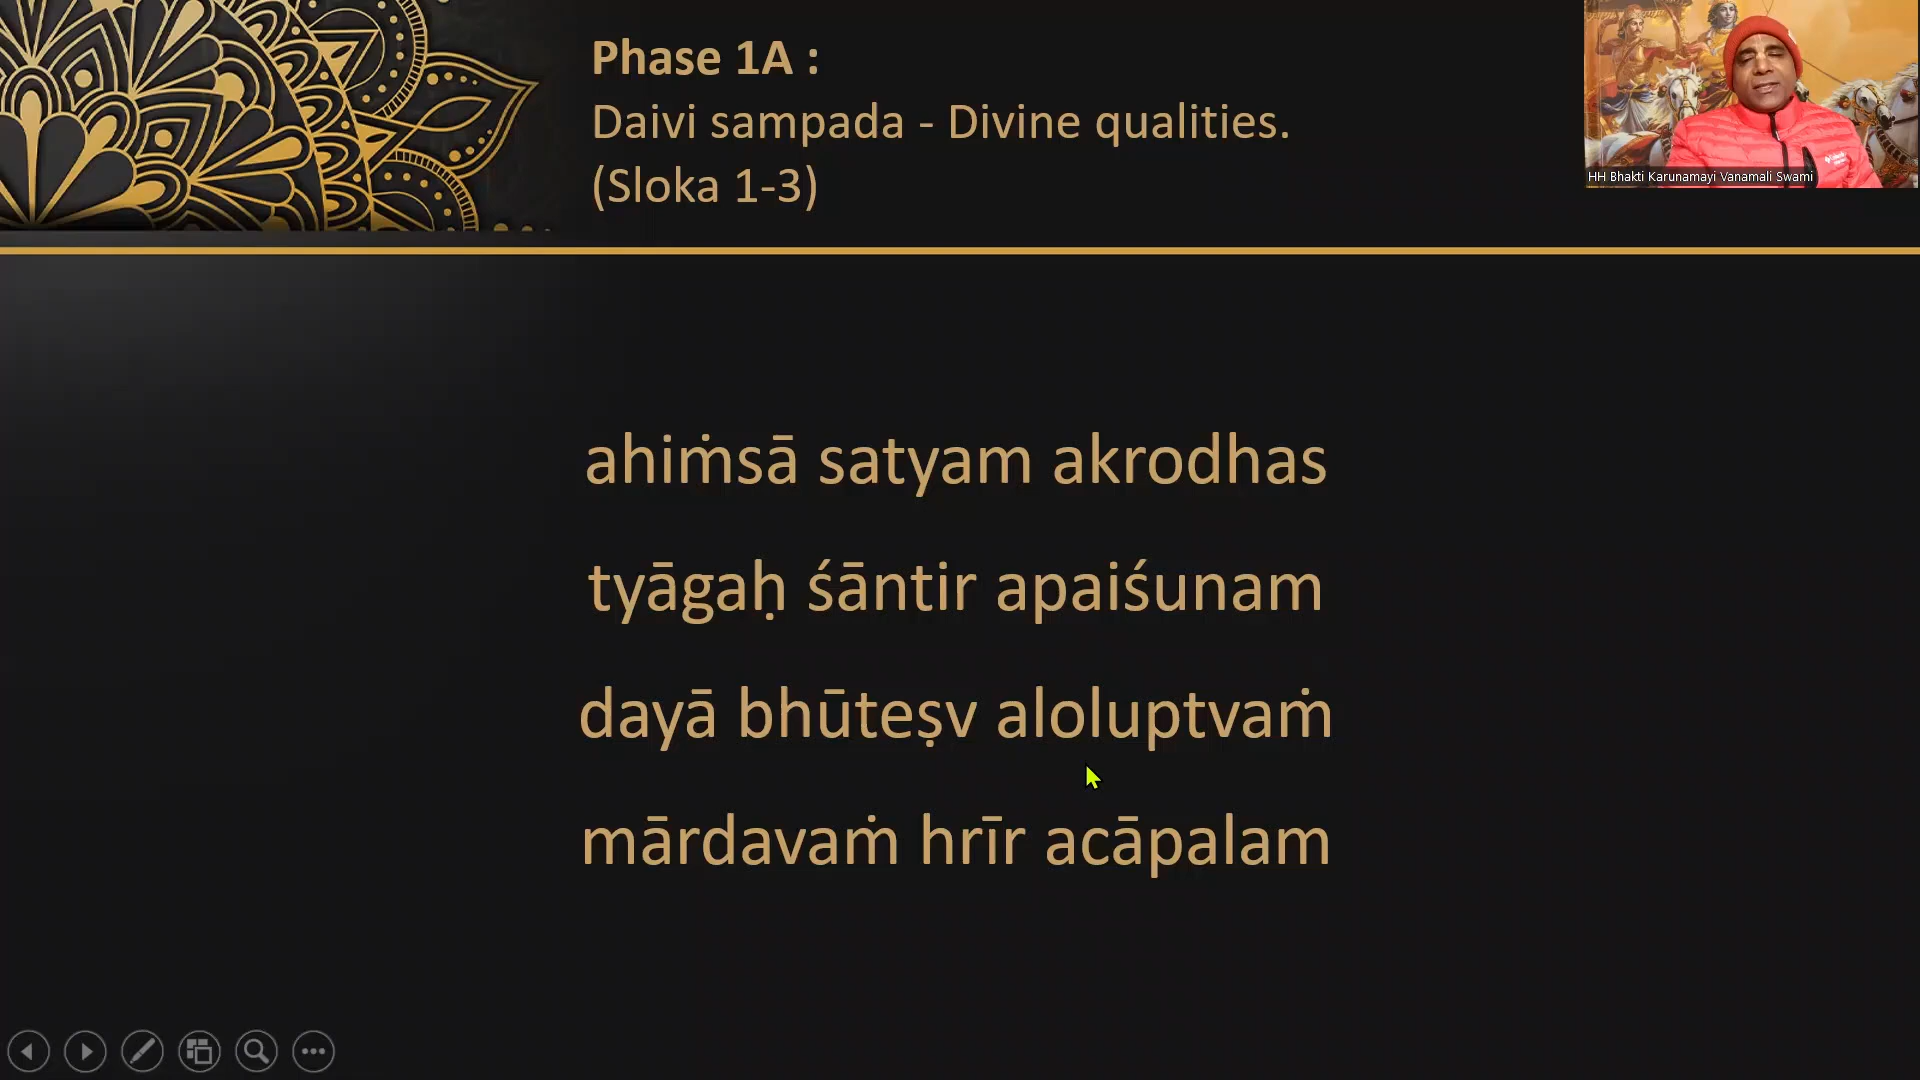 Phase 1A :
Daivi sampada - Divine qualities.
(Sloka 1-3)
HH Bhakti Karunamayi Vanamali Swami
ahiṁsā satyam akrodhas
tyāgaḥ śāntir apaiśunam
dayā bhūteṣv aloluptvaṁ
mārdavaṁ hrīr acāpalam